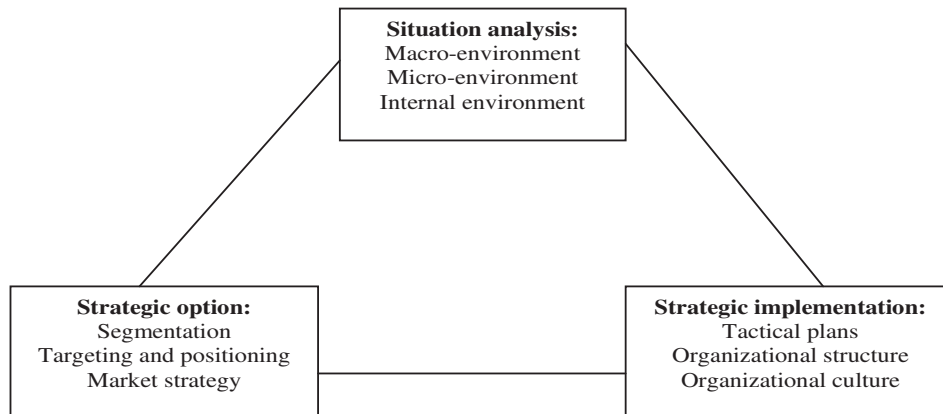 Situation analysis:
Macro-environment
Micro-environment
Internal environment
Strategic option:
Segmentation
Targeting and positioning
Market strategy
Strategic implementation:
Tactical plans
Organizational structure
Organizational culture